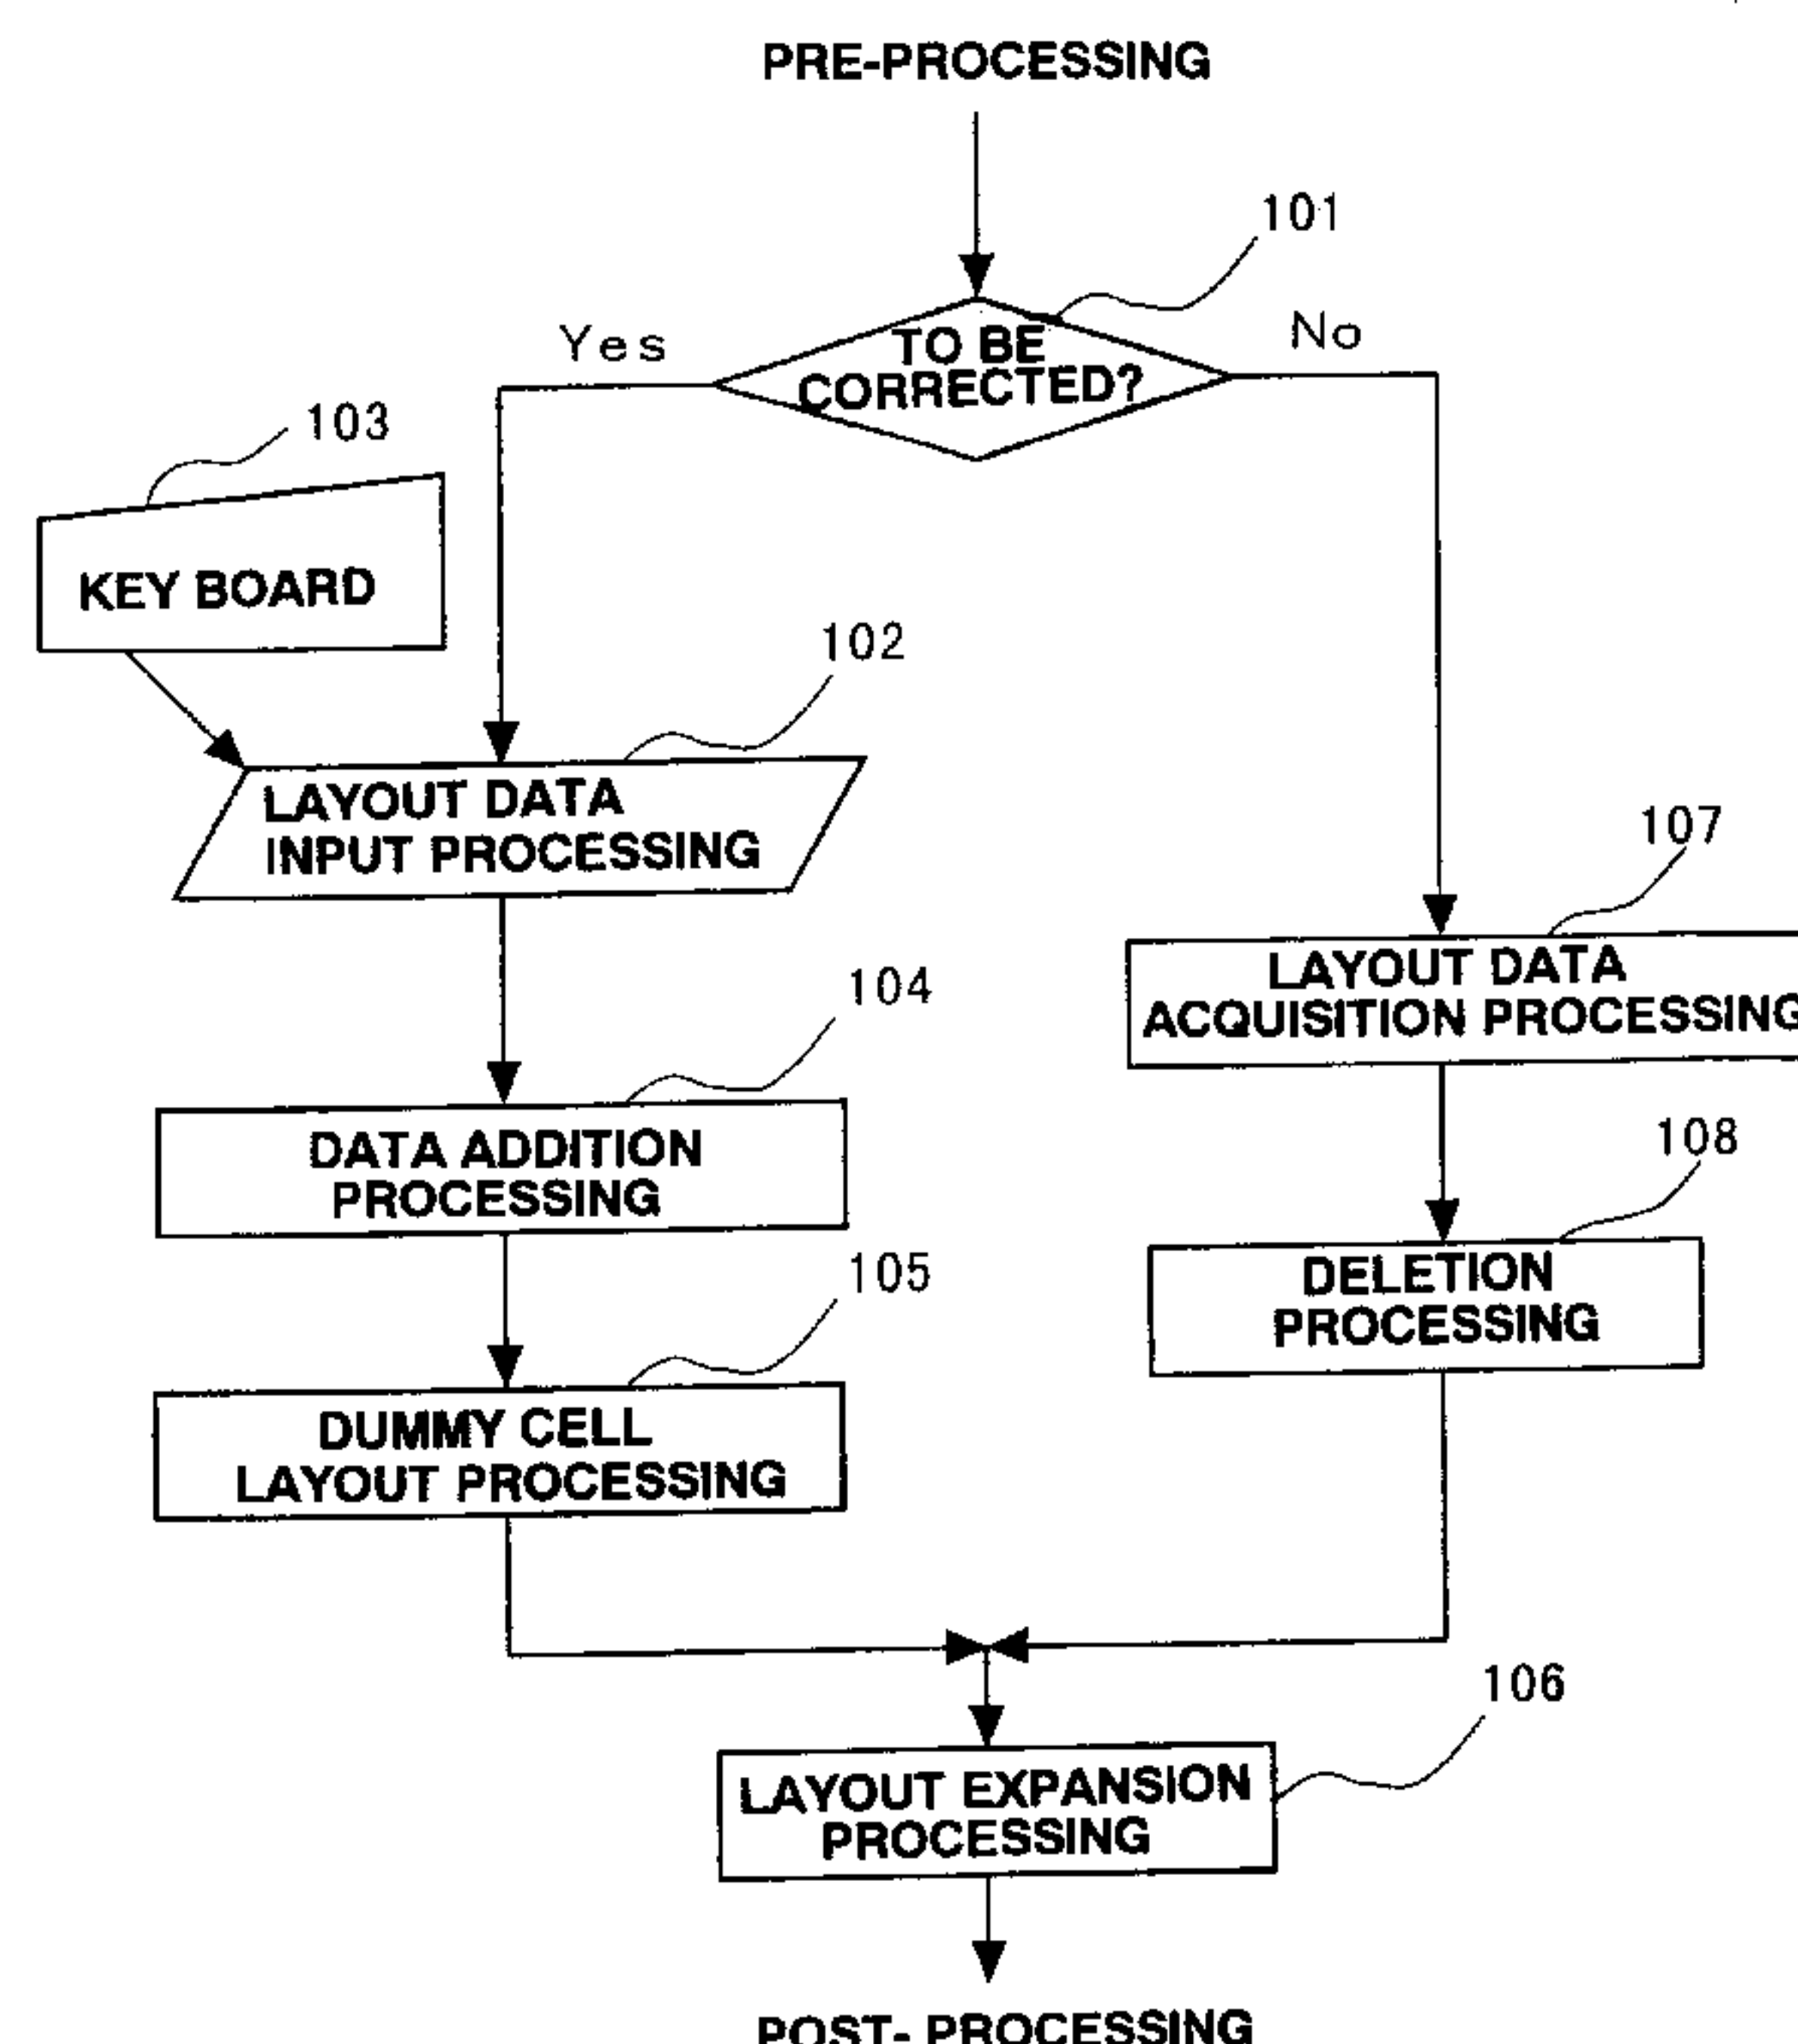 PRE-PROCESSING
101
Yes
TO BE
CORRECTED?
No
103
KEY BOARD
102
LAYOUT DATA
INPUT PROCESSING
107
LAYOUT DATA
ACQUISITION PROCESSING
104
DATA ADDITION
PROCESSING
108
DELETION
PROCESSING
105
DUMMY CELL
LAYOUT PROCESSING
106
LAYOUT EXPANSION
PROCESSING
POST- PROCESSING